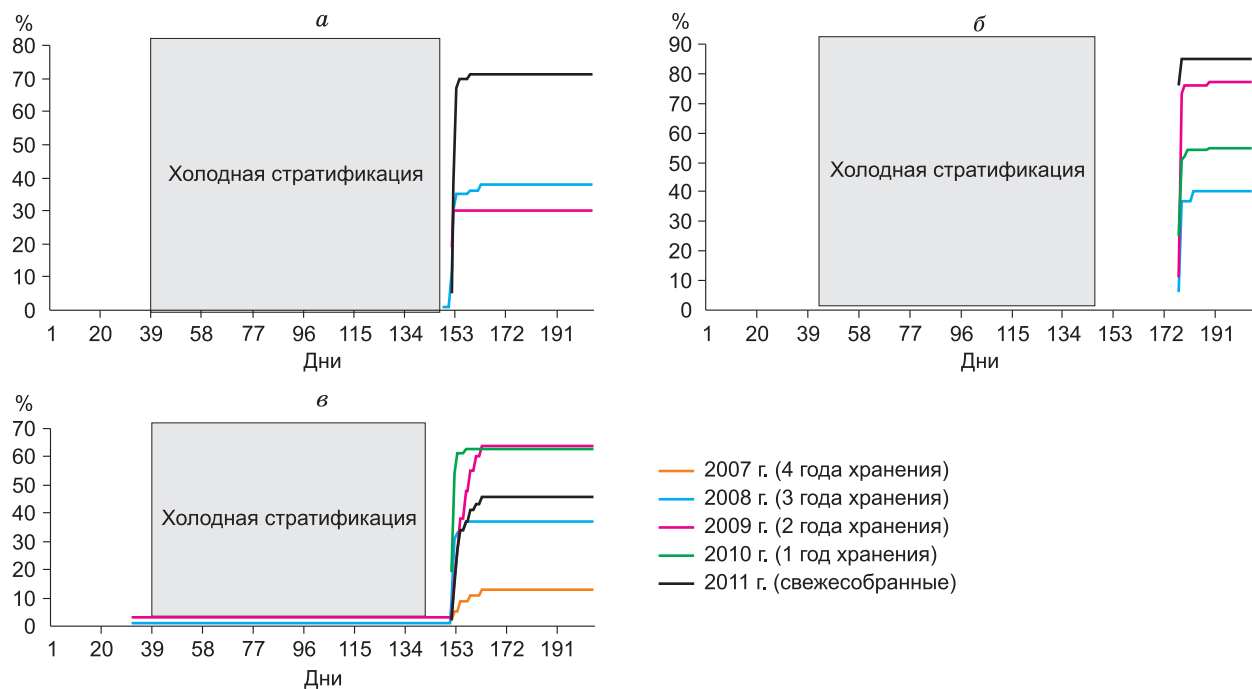 %
а
80
70
60
50
40
30
20
10
0
Холодная стратификация
1 20 39 58 77 96 115 134 153 172 191
Дни
%
б
90
80
70
60
50
40
30
20
10
0
Холодная стратификация
1 20 39 58 77 96 115 134 153 172 191
Дни
%
в
70
60
50
40
30
20
10
0
Холодная стратификация
1 20 39 58 77 96 115 134 153 172 191
Дни
2007 г. (4 года хранения)
2008 г. (3 года хранения)
2009 г. (2 года хранения)
2010 г. (1 год хранения)
2011 г. (свежесобранные)